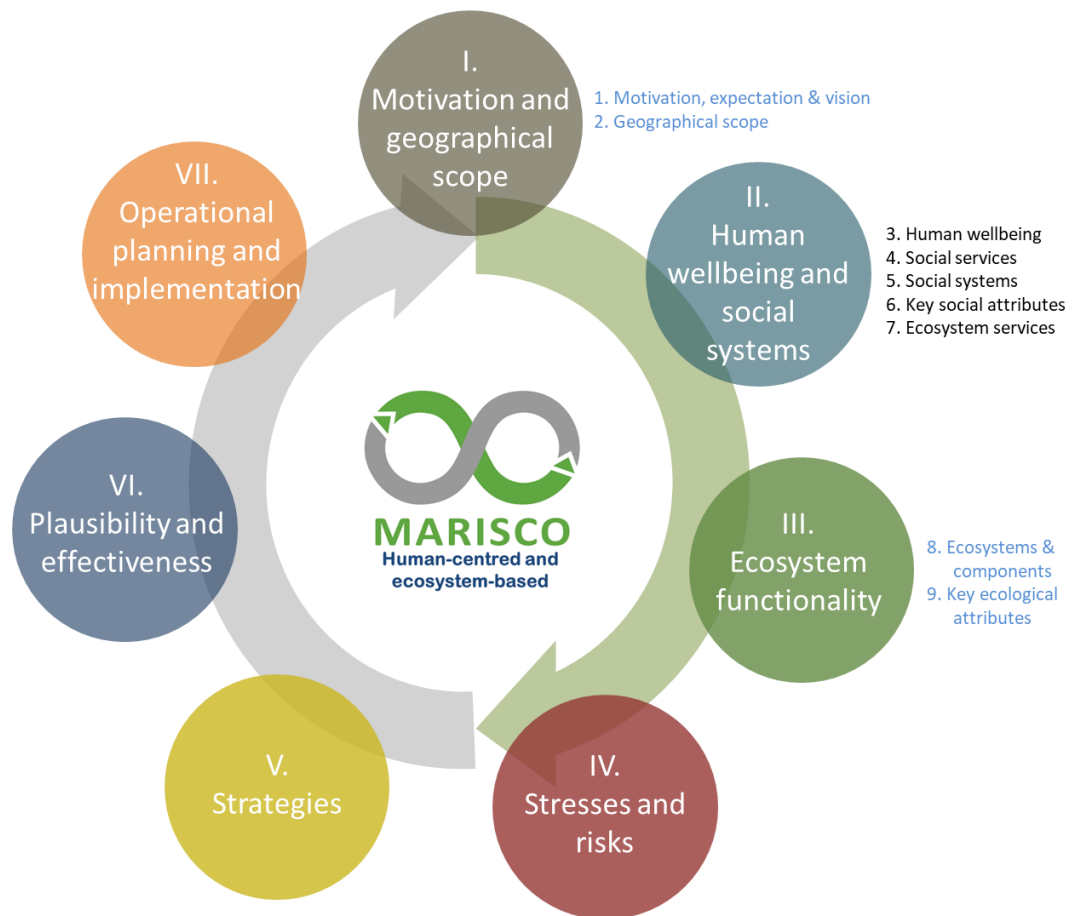 I.
Motivation and
geographical
scope
1. Motivation, expectation & vision
2. Geographical scope
II.
Human
wellbeing and
social
systems
3. Human wellbeing
4. Social services
5. Social systems
6. Key social attributes
7. Ecosystem services
III.
Ecosystem
functionality
8. Ecosystems &
components
9. Key ecological
attributes
IV.
Stresses and
risks
V.
Strategies
VI.
Plausibility and
effectiveness
VII.
Operational
planning and
implementation
MARISCO
Human-centred and
ecosystem-based